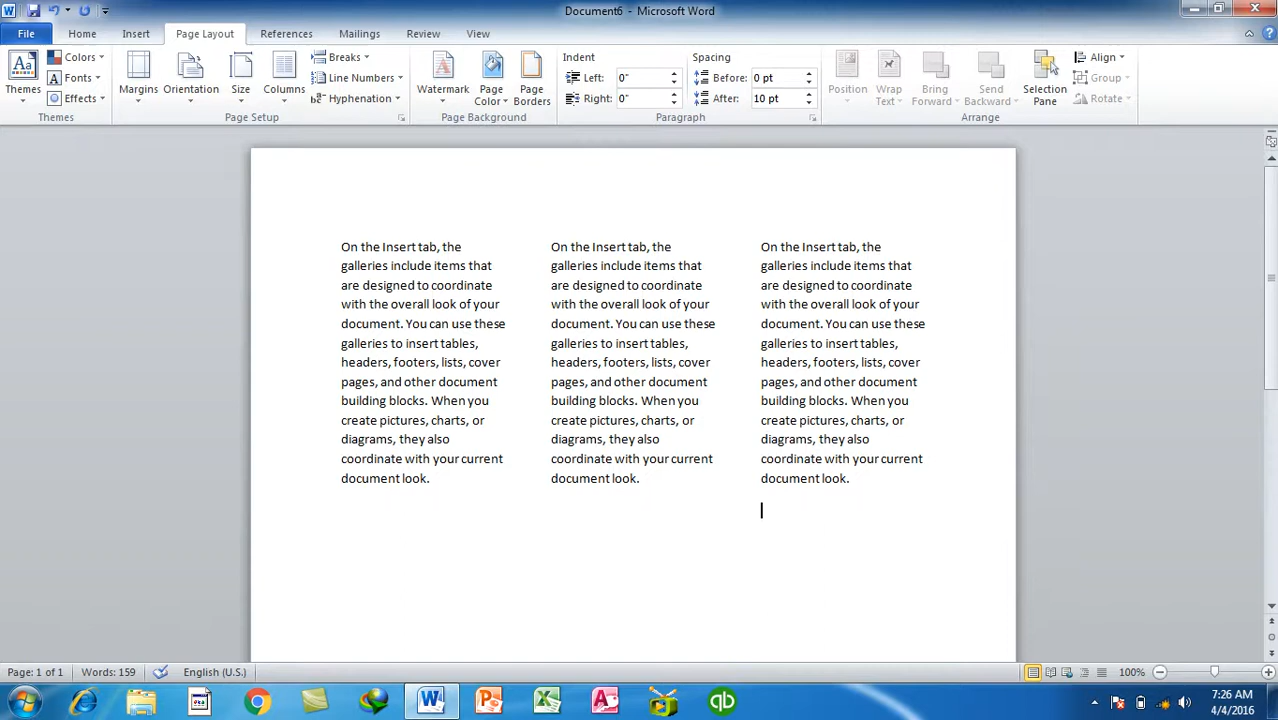 Document6 - Microsoft Word
File Home Insert Page Layout References Mailings Review View
Aa
Themes
Colors
Fonts
Effects
Themes
Margins
Orientation
Size
Columns
Breaks
Line Numbers
Hyphenation
Page Setup
Watermark
Page
Color
Page
Borders
Page Background
Indent
Left: 0"
Right: 0"
Spacing
Before: 0 pt
After: 10 pt
Paragraph
Position
Wrap
Text
Bring
Forward
Send
Backward
Selection
Pane
Align
Group
Rotate
Arrange
On the Insert tab, the
galleries include items that
are designed to coordinate
with the overall look of your
document. You can use these
galleries to insert tables,
headers, footers, lists, cover
pages, and other document
building blocks. When you
create pictures, charts, or
diagrams, they also
coordinate with your current
document look.
On the Insert tab, the
galleries include items that
are designed to coordinate
with the overall look of your
document. You can use these
galleries to insert tables,
headers, footers, lists, cover
pages, and other document
building blocks. When you
create pictures, charts, or
diagrams, they also
coordinate with your current
document look.
On the Insert tab, the
galleries include items that
are designed to coordinate
with the overall look of your
document. You can use these
galleries to insert tables,
headers, footers, lists, cover
pages, and other document
building blocks. When you
create pictures, charts, or
diagrams, they also
coordinate with your current
document look.
Page: 1 of 1 Words: 159 English (U.S.) 100%
7:26 AM
4/4/2016